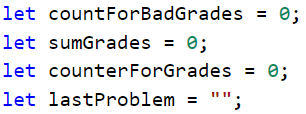 let countForBadGrades = 0;
let sumGrades = 0;
let counterForGrades = 0;
let lastProblem = "";